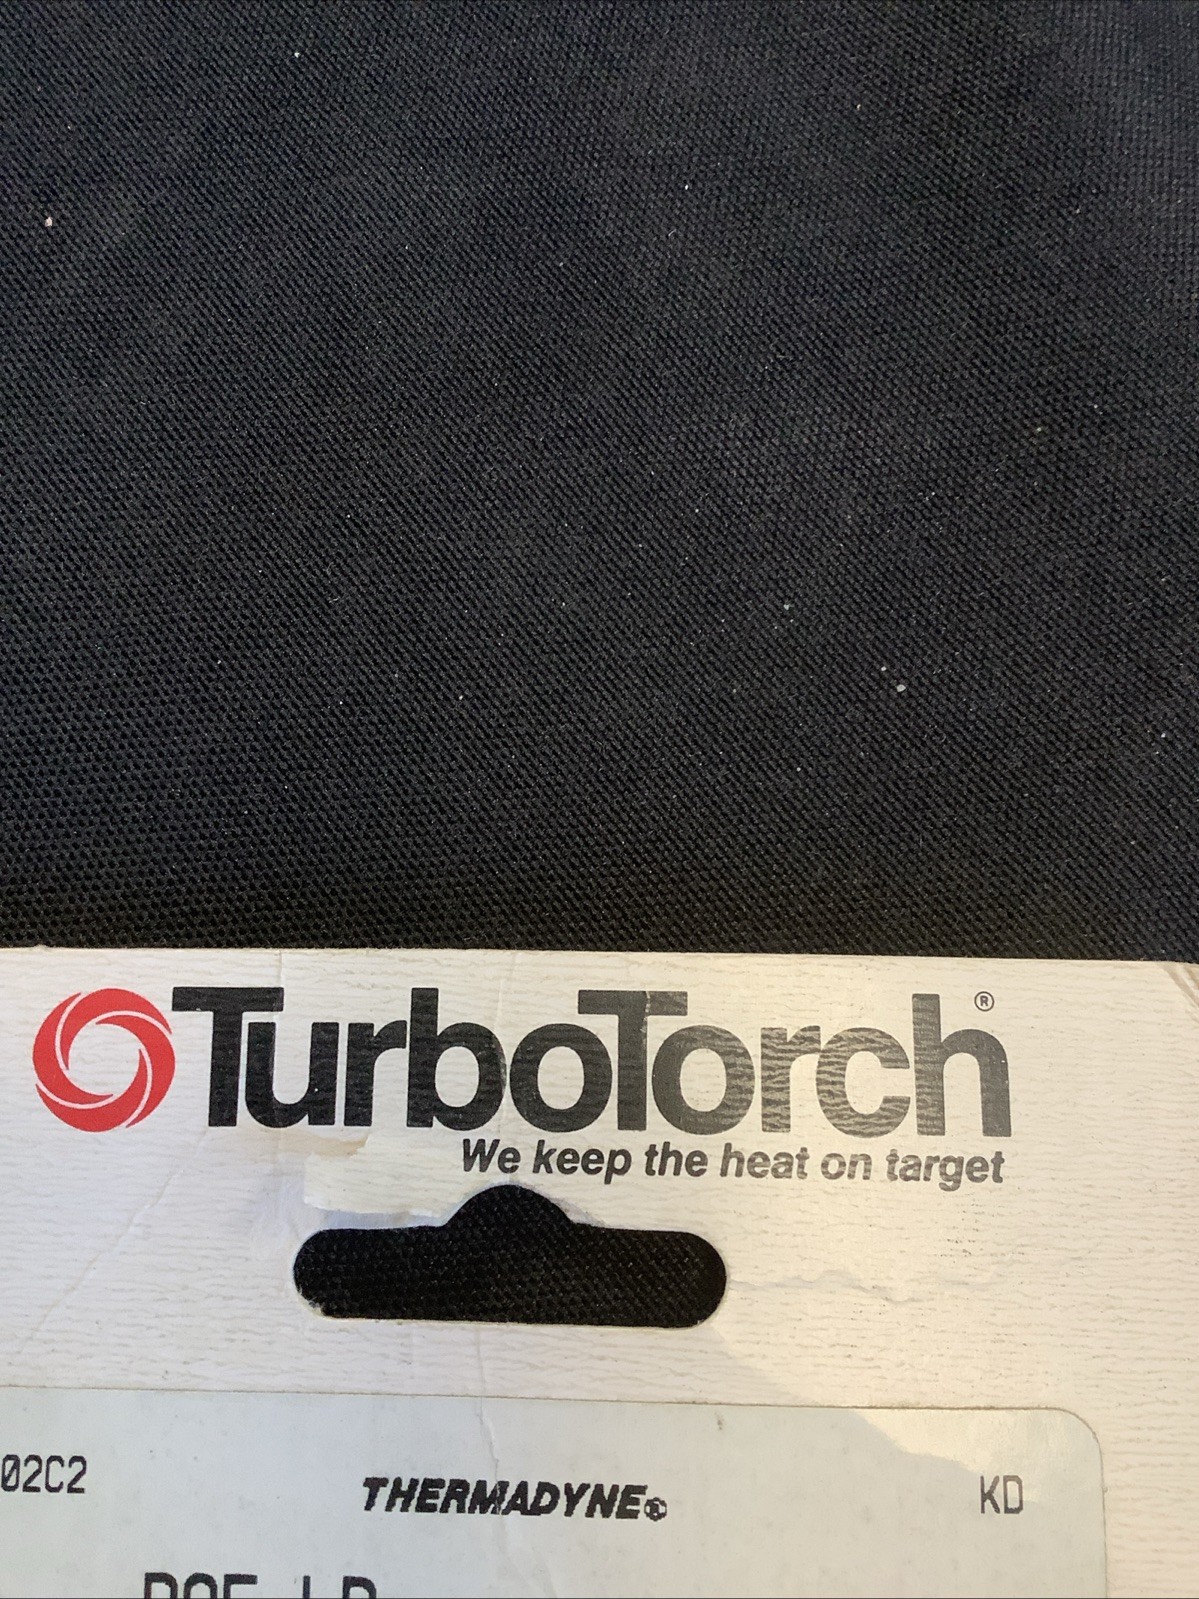 TurboTorch®
We keep the heat on target
02C2 THERMADYNE® KD